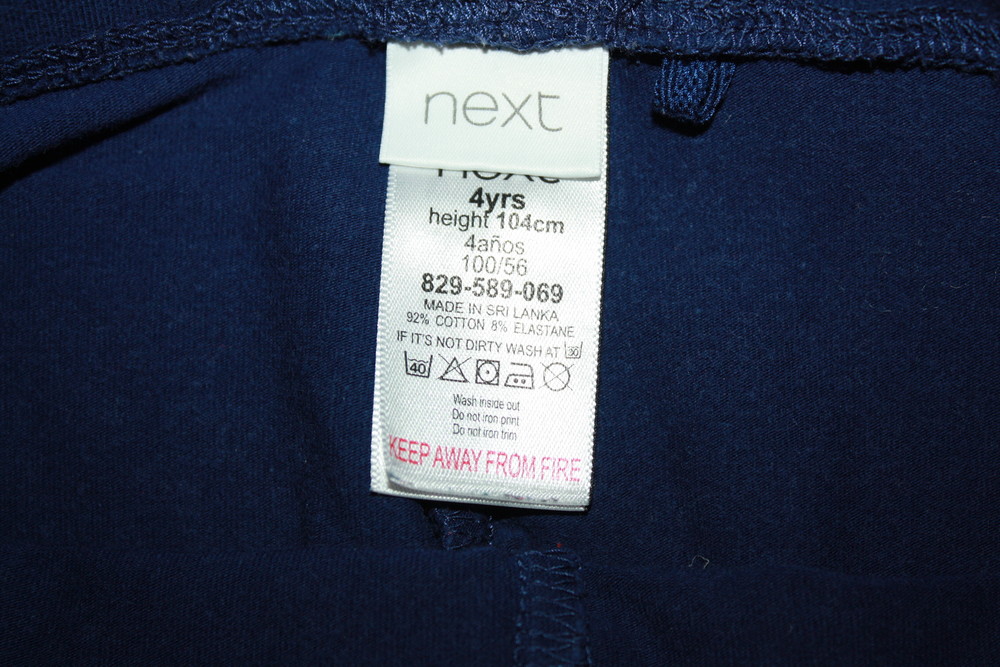 next
next
4yrs
height 104cm
4años
100/56
829-589-069
MADE IN SRI LANKA
92% COTTON 8% ELASTANE
IF IT'S NOT DIRTY WASH AT 30
40
Wash inside out
Do not iron print
Do not iron trim
KEEP AWAY FROM FIRE